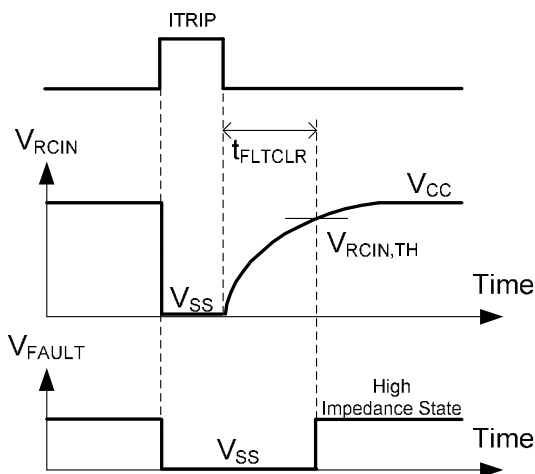 ITRIP
VRCIN
tFLTCLR
VCC
VRCIN,TH
VSS
Time
VFAULT
High
Impedance State
VSS
Time